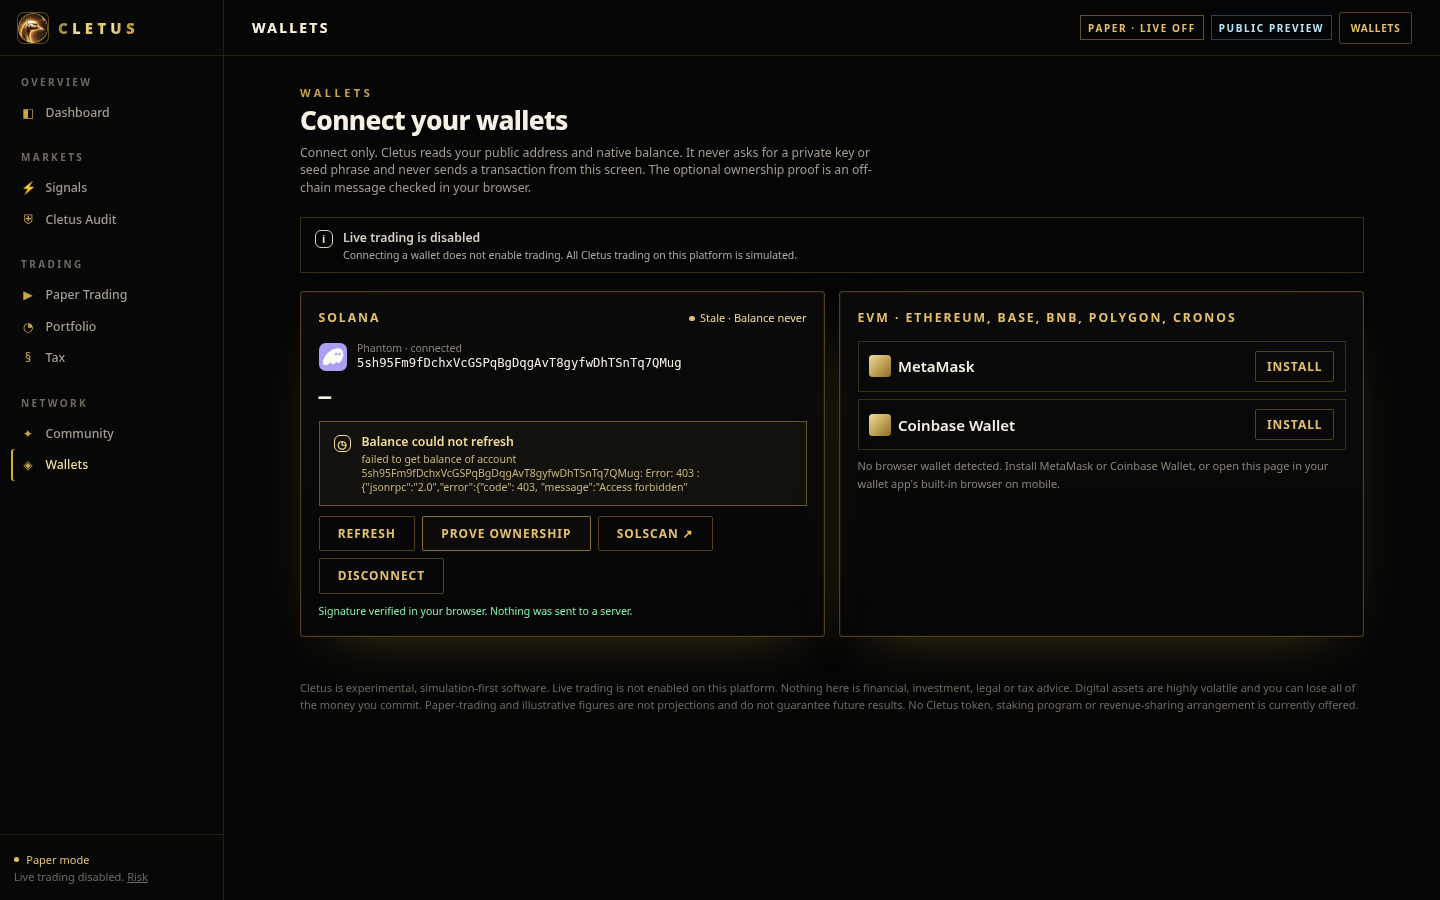 CLETUS
WALLETS
PAPER · LIVE OFF
PUBLIC PREVIEW
WALLETS
OVERVIEW
Dashboard
MARKETS
Signals
Cletus Audit
TRADING
Paper Trading
Portfolio
§ Tax
NETWORK
Community
Wallets
WALLETS
Connect your wallets
Connect only. Cletus reads your public address and native balance. It never asks for a private key or
seed phrase and never sends a transaction from this screen. The optional ownership proof is an off-
chain message checked in your browser.
i
Live trading is disabled
Connecting a wallet does not enable trading. All Cletus trading on this platform is simulated.
SOLANA
Stale · Balance never
Phantom · connected
5sh95Fm9fDchxVcGSPqBgDqgAvT8gyfwDhTSnTq7QMug
—
Balance could not refresh
failed to get balance of account
5sh95Fm9fDchxVcGSPqBgDqgAvT8gyfwDhTSnTq7QMug: Error: 403 :
{"jsonrpc":"2.0","error":{"code": 403, "message":"Access forbidden"
REFRESH
PROVE OWNERSHIP
SOLSCAN ↗
DISCONNECT
Signature verified in your browser. Nothing was sent to a server.
EVM · ETHEREUM, BASE, BNB, POLYGON, CRONOS
MetaMask
INSTALL
Coinbase Wallet
INSTALL
No browser wallet detected. Install MetaMask or Coinbase Wallet, or open this page in your
wallet app's built-in browser on mobile.
Cletus is experimental, simulation-first software. Live trading is not enabled on this platform. Nothing here is financial, investment, legal or tax advice. Digital assets are highly volatile and you can lose all of
the money you commit. Paper-trading and illustrative figures are not projections and do not guarantee future results. No Cletus token, staking program or revenue-sharing arrangement is currently offered.
Paper mode
Live trading disabled. Risk